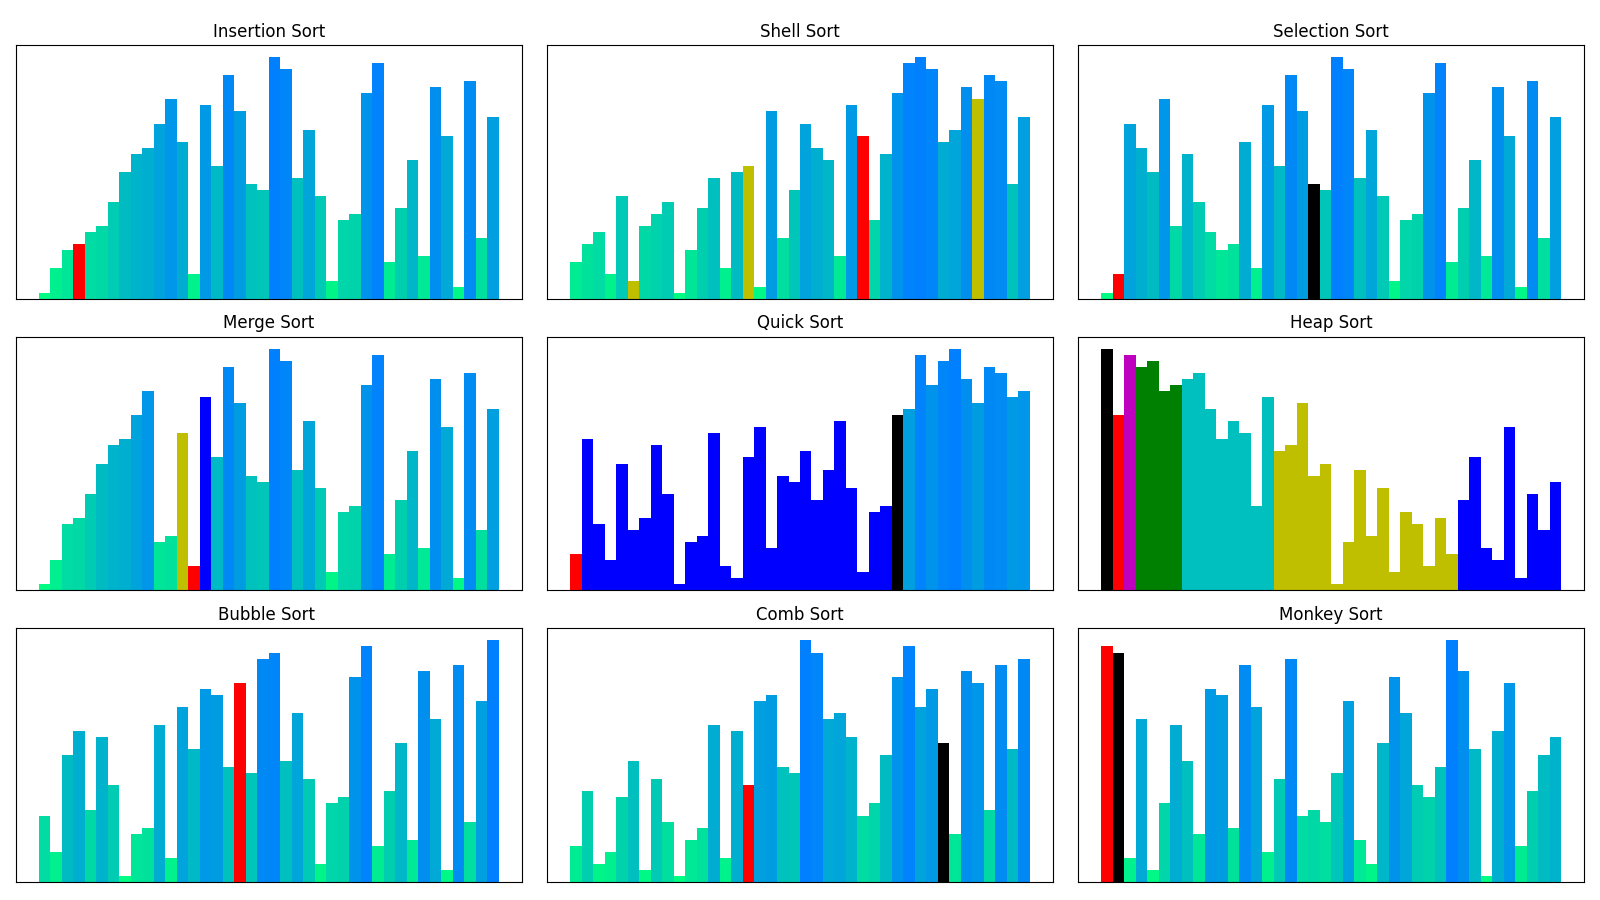 Insertion Sort
Shell Sort
Selection Sort
Merge Sort
Quick Sort
Heap Sort
Bubble Sort
Comb Sort
Monkey Sort